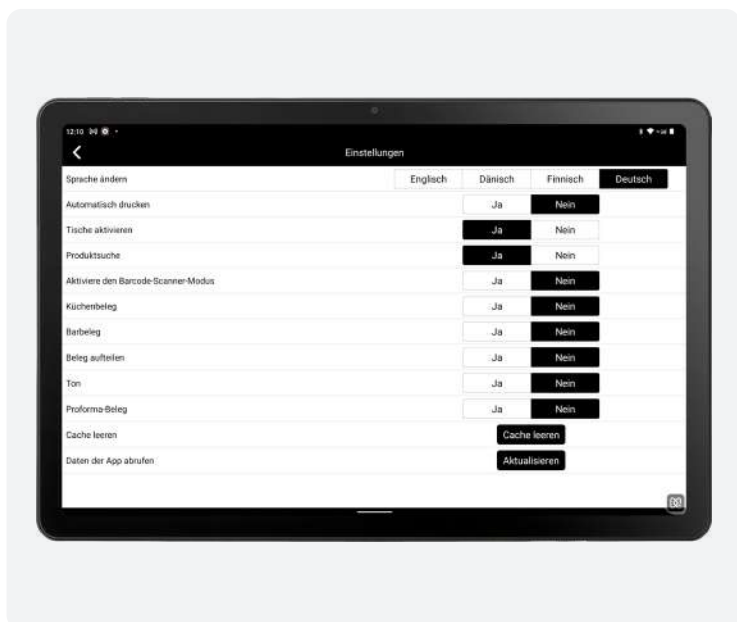 12:10
Einstellungen
Sprache ändern Englisch Dänisch Finnisch Deutsch
Automatisch drucken Ja Nein
Tische aktivieren Ja Nein
Produktsuche Ja Nein
Aktiviere den Barcode-Scanner-Modus Ja Nein
Küchenbeleg Ja Nein
Barbeleg Ja Nein
Beleg aufteilen Ja Nein
Ton Ja Nein
Proforma-Beleg Ja Nein
Cache leeren Cache leeren
Daten der App abrufen Aktualisieren